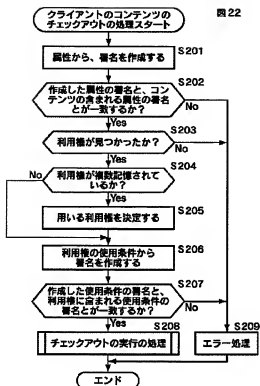 図22
クライアントのコンテンツの
チェックアウトの処理スタート
S201
属性から、署名を作成する
S202
作成した属性の署名と、コン
テンツの含まれる属性の署名
とが一致するか?
No
Yes
S203
利用権が見つかったか?
No
Yes
S204
No
利用権が複数記憶されて
いるか?
Yes
S205
用いる利用権を決定する
S206
利用権の使用条件から
署名を作成する
S207
作成した使用条件の署名と、
利用権に含まれる使用条件の
署名とが一致するか?
No
Yes
S208
チェックアウトの実行の処理
S209
エラー処理
エンド